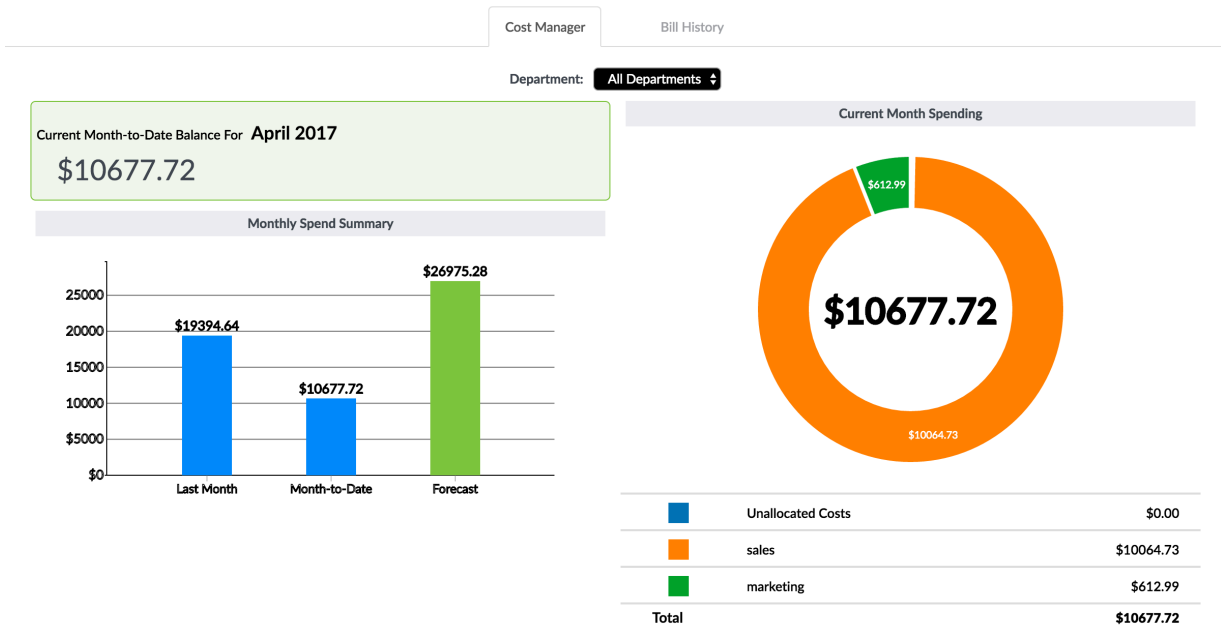 Cost Manager
Bill History
Department: All Departments
Current Month-to-Date Balance For April 2017
$10677.72
Monthly Spend Summary
$26975.28
25000
$19394.64
20000
15000
$10677.72
10000
$5000
$0
Last Month Month-to-Date Forecast
Current Month Spending
$612.99
$10677.72
$10064.73
Unallocated Costs $0.00
sales $10064.73
marketing $612.99
Total $10677.72